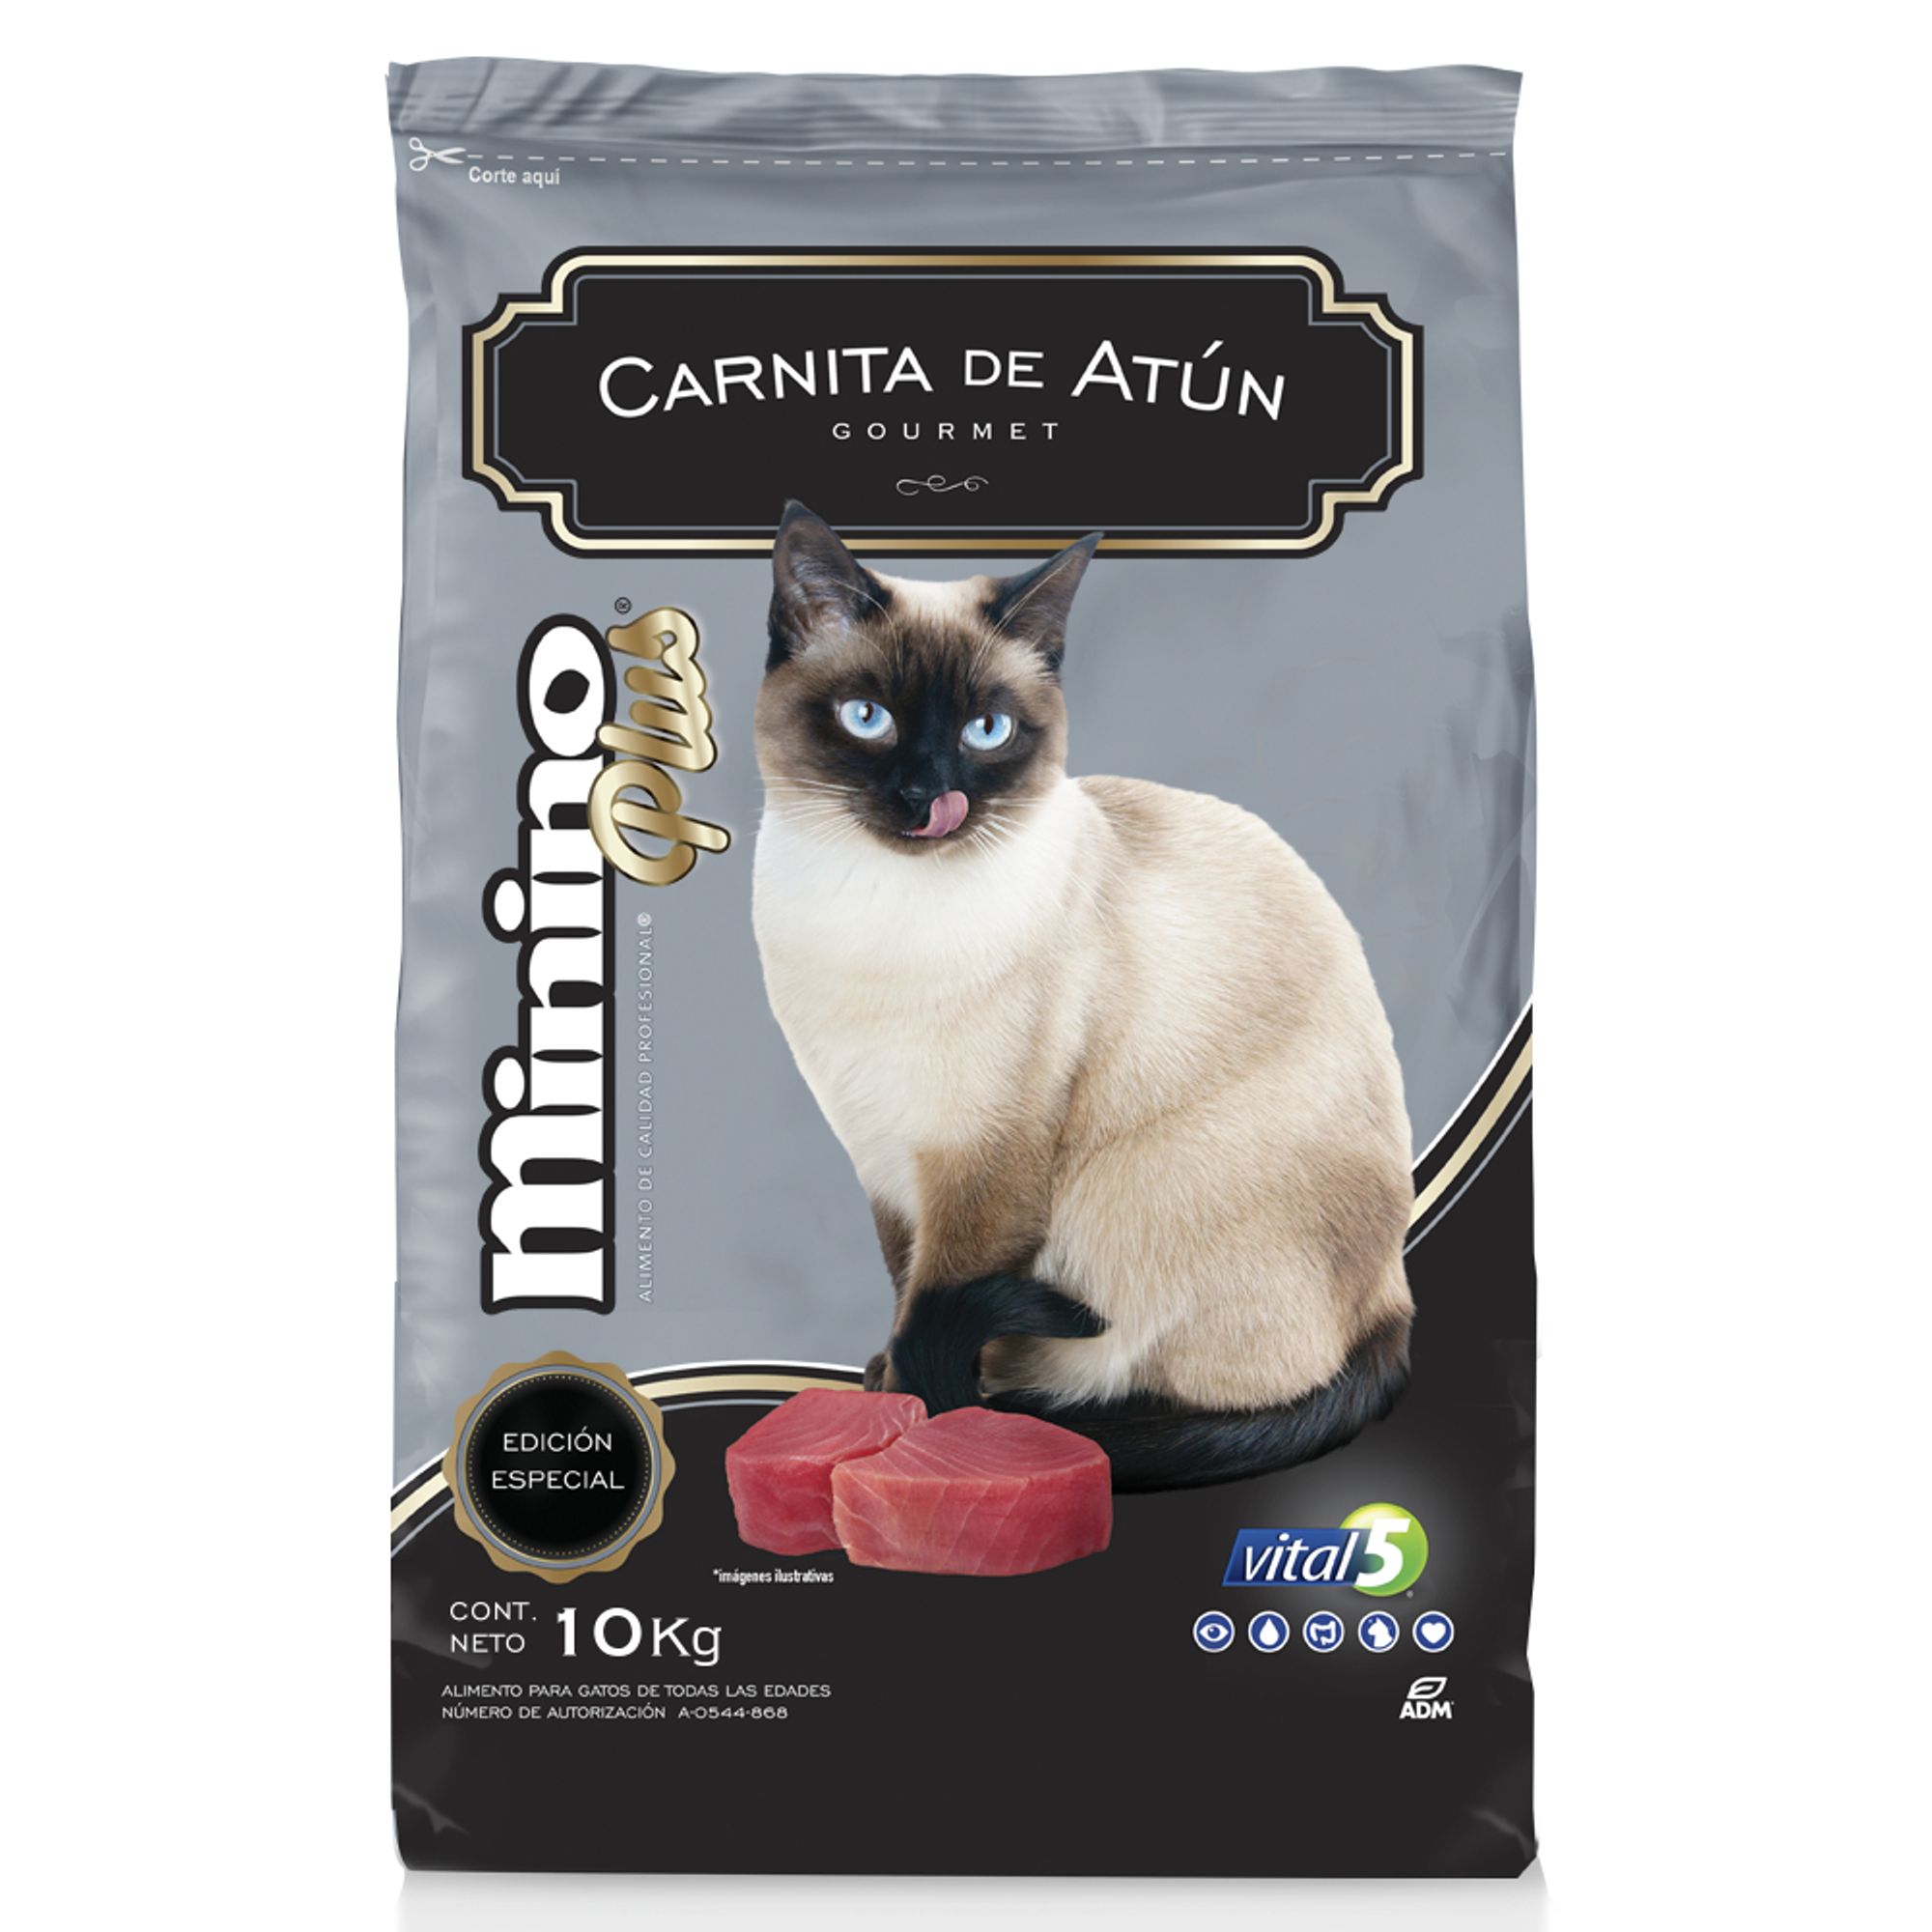 Corte aquí
CARNITA DE ATÚN
GOURMET
minino
plus
®
ALIMENTO DE CALIDAD PROFESIONAL®
EDICIÓN
ESPECIAL
*imágenes ilustrativas
CONT.
NETO
10Kg
ALIMENTO PARA GATOS DE TODAS LAS EDADES
NÚMERO DE AUTORIZACIÓN A-0544-868
vital5
ADM